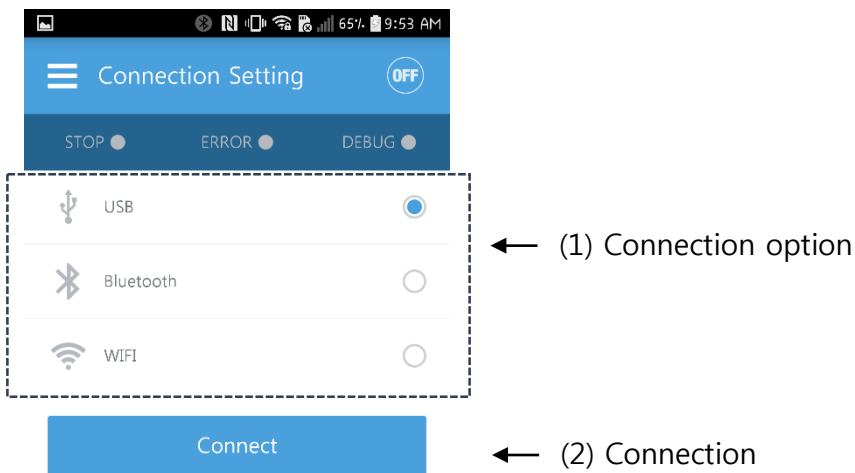 65% 9:53 AM
Connection Setting OFF
STOP ERROR DEBUG
USB
(1) Connection option
Bluetooth
WIFI
Connect
(2) Connection